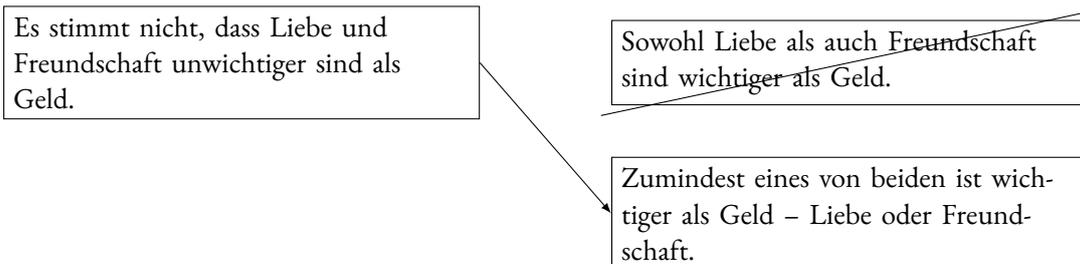 Es stimmt nicht, dass Liebe und
Freundschaft unwichtiger sind als
Geld.
Sowohl Liebe als auch Freundschaft
sind wichtiger als Geld.
Zumindest eines von beiden ist wich-
tiger als Geld – Liebe oder Freund-
schaft.